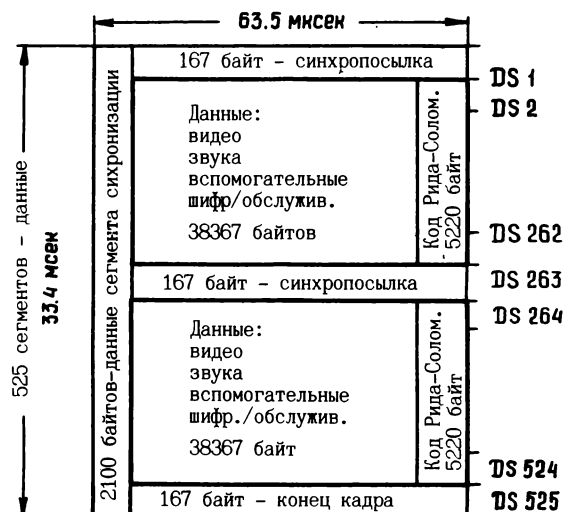 63.5 мксек
167 байт - синхропосылка
DS 1
DS 2
Данные:
видео
звука
вспомогательные
шифр/обслужив.
38367 байтов
Код Рида-Солом.
5220 байт
DS 262
167 байт - синхропосылка
DS 263
DS 264
Данные:
видео
звука
вспомогательные
шифр./обслужив.
38367 байт
Код Рида-Солом.
5220 байт
DS 524
167 байт - конец кадра
DS 525
525 сегментов - данные
33.4 мсек
2100 байтов-данные сегмента сихронизации